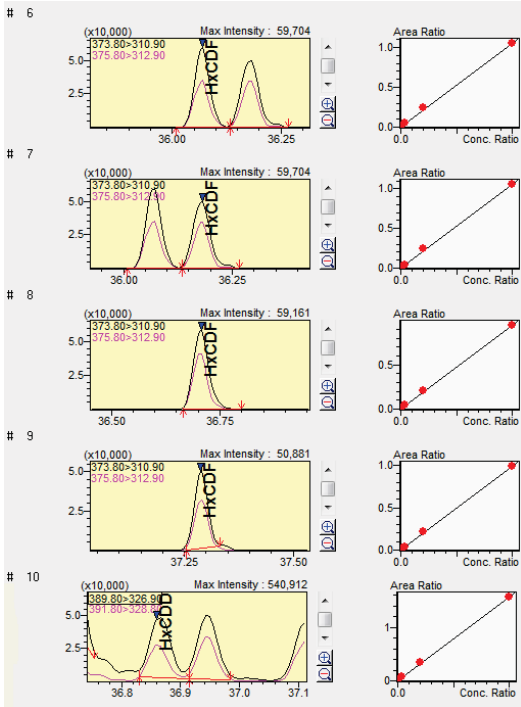 # 6
(x10,000) Max Intensity : 59,704
373.80>310.90
375.80>312.90
5.0
2.5
HxCDF
36.00 36.25
Area Ratio
1.0
0.5
0.0
0.0 Conc. Ratio
# 7
(x10,000) Max Intensity : 59,704
373.80>310.90
375.80>312.90
5.0
2.5
HxCDF
36.00 36.25
Area Ratio
1.0
0.5
0.0
0.0 Conc. Ratio
# 8
(x10,000) Max Intensity : 59,161
373.80>310.90
375.80>312.90
5.0
2.5
HxCDF
36.50 36.75
Area Ratio
0.5
0.0
0.0 Conc. Ratio
# 9
(x10,000) Max Intensity : 50,881
373.80>310.90
375.80>312.90
5.0
2.5
HxCDF
37.25 37.50
Area Ratio
1.0
0.5
0.0
0.0 Conc. Ratio
# 10
(x10,000) Max Intensity : 540,912
389.80>326.90
391.80>328.80
5.0
2.5
HxCDD
36.8 36.9 37.0 37.1
Area Ratio
1
0
0.0 Conc. Ratio